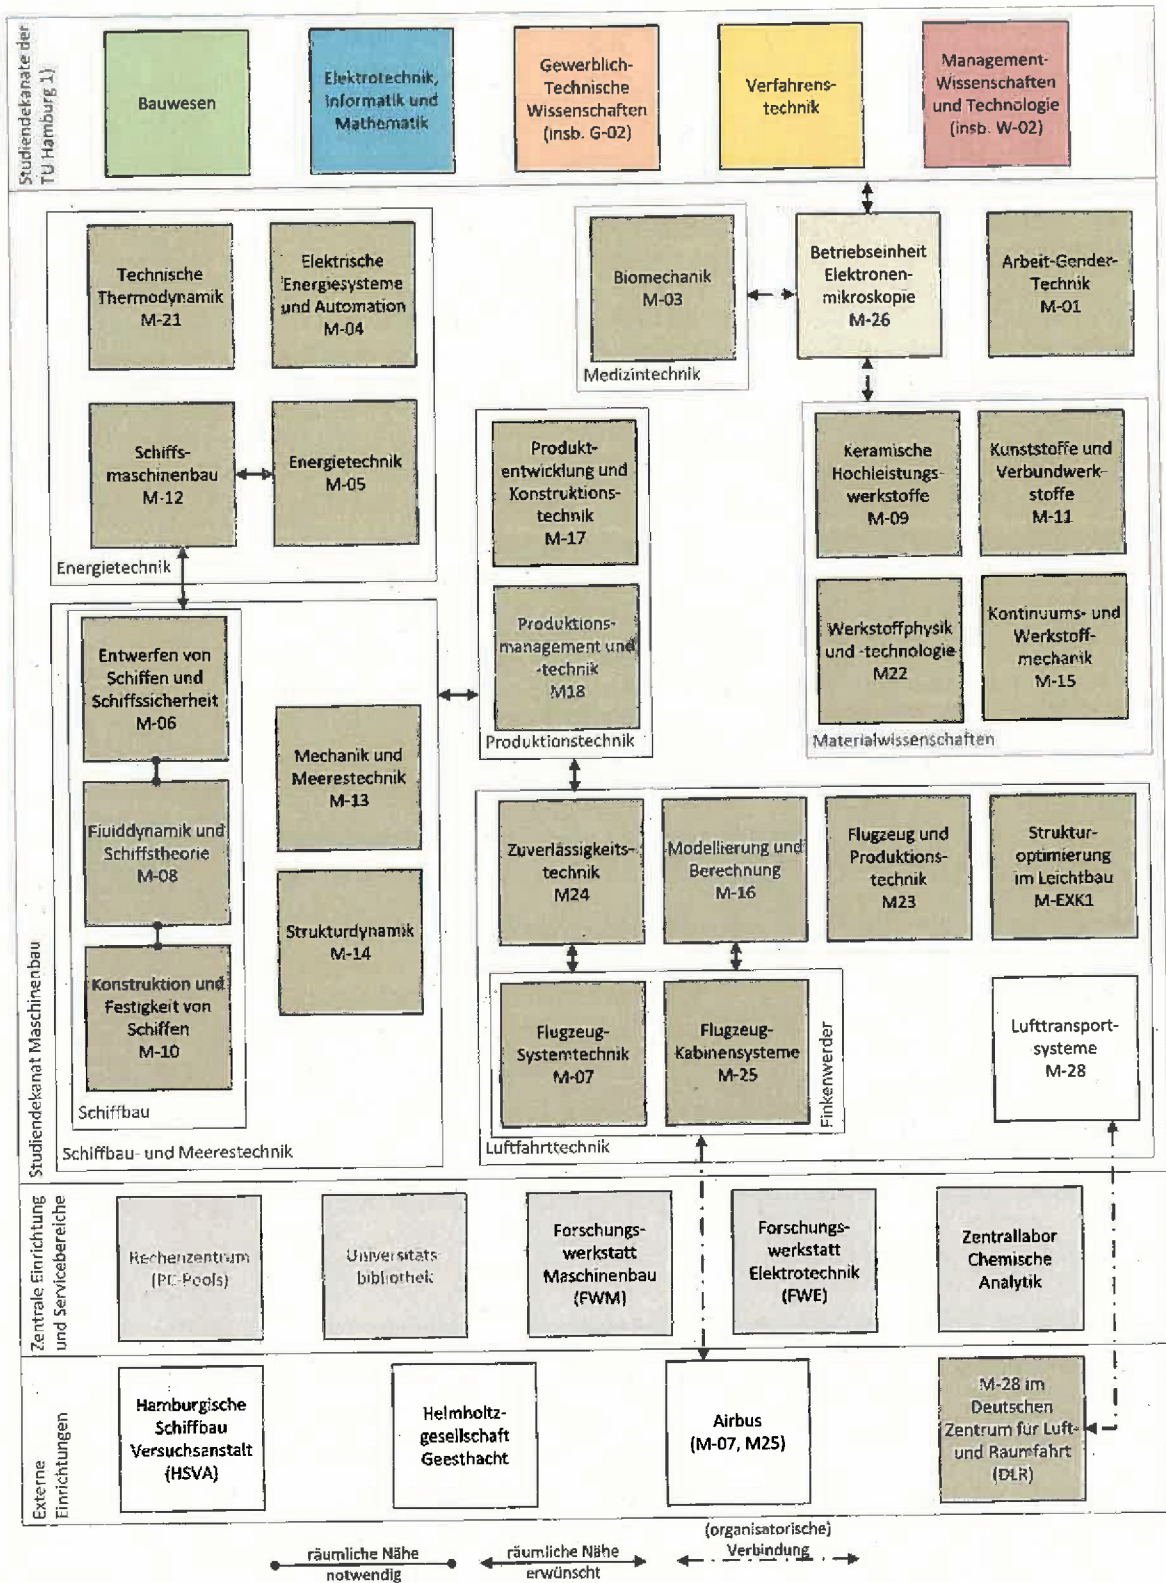 Studiendekanate der
TU Hamburg 1)
Bauwesen
Elektrotechnik,
Informatik und
Mathematik
Gewerblich-
Technische
Wissenschaften
(insb. G-02)
Verfahrens-
technik
Management-
Wissenschaften
und Technologie
(insb. W-02)
Studiendekanat Maschinenbau
Technische
Thermodynamik
M-21
Elektrische
Energiesysteme
und Automation
M-04
Schiffs-
maschinenbau
M-12
Energietechnik
M-05
Energietechnik
Biomechanik
M-03
Medizintechnik
Betriebseinheit
Elektronen-
mikroskopie
M-26
Arbeit-Gender-
Technik
M-01
Produkt-
entwicklung und
Konstruktions-
technik
M-17
Produktions-
management und
-technik
M18
Produktionstechnik
Keramische
Hochleistungs-
werkstoffe
M-09
Kunststoffe und
Verbundwerk-
stoffe
M-11
Werkstoffphysik
und -technologie
M22
Kontinuums- und
Werkstoff-
mechanik
M-15
Materialwissenschaften
Entwerfen von
Schiffen und
Schiffssicherheit
M-06
Fluiddynamik und
Schiffstheorie
M-08
Konstruktion und
Festigkeit von
Schiffen
M-10
Schiffbau
Mechanik und
Meerestechnik
M-13
Strukturdynamik
M-14
Schiffbau- und Meerestechnik
Zuverlässigkeits-
technik
M24
Modellierung und
Berechnung
M-16
Flugzeug und
Produktions-
technik
M23
Struktur-
optimierung
im Leichtbau
M-EXK1
Flugzeug-
Systemtechnik
M-07
Flugzeug-
Kabinensysteme
M-25
Finkenwerder
Lufttransport-
systeme
M-28
Luftfahrttechnik
Zentrale Einrichtung
und Servicebereiche
Rechenzentrum
(PC-Pools)
Universitäts
bibliothek
Forschungs-
werkstatt
Maschinenbau
(FWM)
Forschungs-
werkstatt
Elektrotechnik
(FWE)
Zentrallabor
Chemische
Analytik
Externe
Einrichtungen
Hamburgische
Schiffbau
Versuchsanstalt
(HSVA)
Helmholtz-
gesellschaft
Geesthacht
Airbus
(M-07, M25)
M-28 im
Deutschen
Zentrum für Luft-
und Raumfahrt
(DLR)
räumliche Nähe
notwendig
räumliche Nähe
erwünscht
(organisatorische)
Verbindung